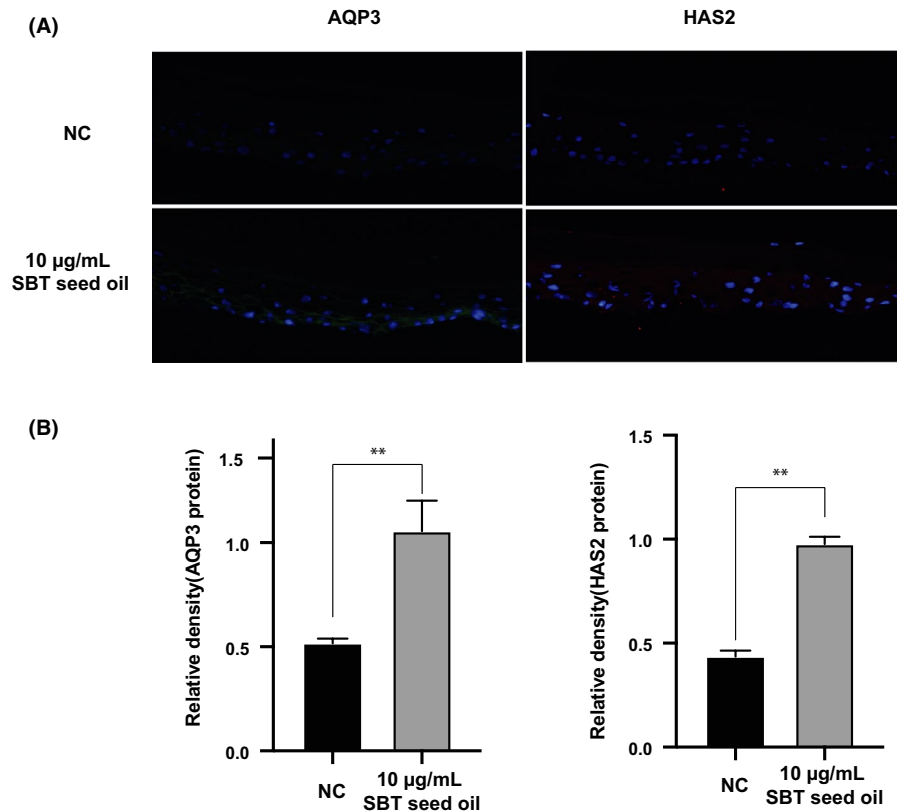 (A)
AQP3
HAS2
NC
10 µg/mL
SBT seed oil
(B)
Relative density(AQP3 protein)
1.5
1.0
0.5
0.0
**
NC
10 µg/mL
SBT seed oil
Relative density(HAS2 protein)
1.5
1.0
0.5
0.0
**
NC
10 µg/mL
SBT seed oil